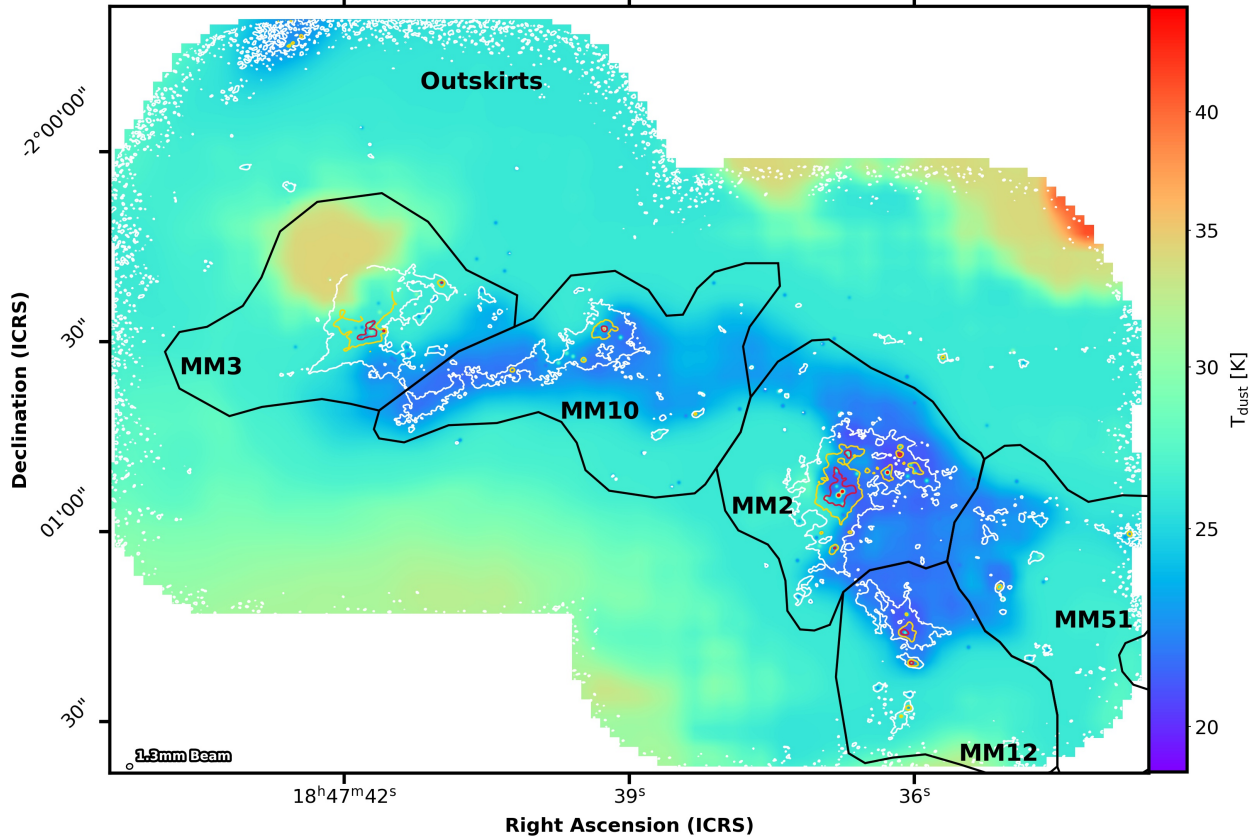 Outskirts
MM3
MM10
MM2
MM51
MM12
1.3mm Beam
-2°00'00"
30"
01'00"
30"
Declination (ICRS)
18ʰ47ᵐ42ˢ
39ˢ
36ˢ
Right Ascension (ICRS)
40
35
30
25
20
T_dust [K]